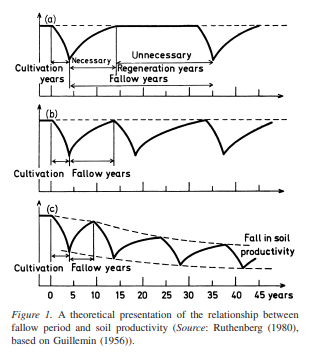 (a)
Necessary
Unnecessary
Cultivation
years
Regeneration years
Fallow years
(b)
Cultivation
Fallow years
(c)
Fall in soil
productivity
Cultivation
Fallow years
0 5 10 15 20 25 30 35 40 45 years
Figure 1. A theoretical presentation of the relationship between
fallow period and soil productivity (Source: Ruthenberg (1980),
based on Guillemin (1956)).